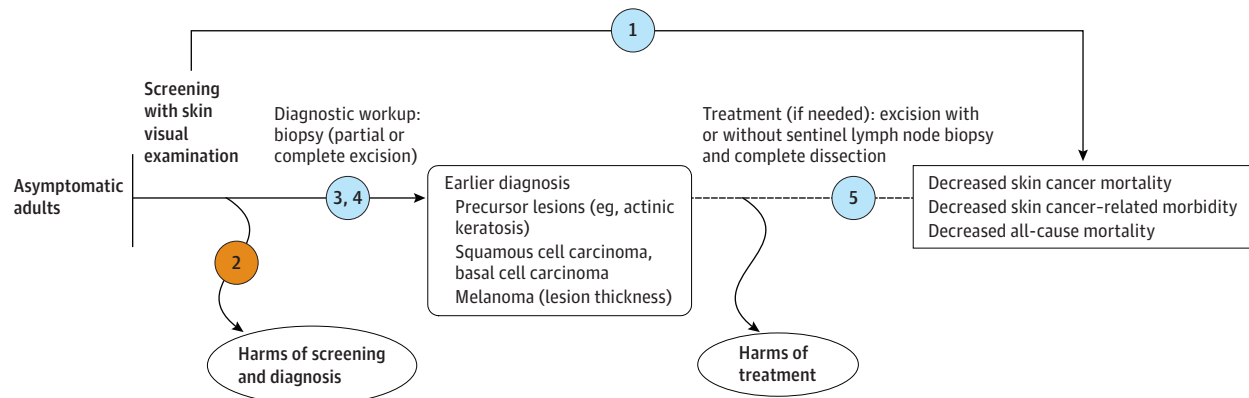 1
Screening
with skin
visual
examination
Diagnostic workup:
biopsy (partial or
complete excision)
Treatment (if needed): excision with
or without sentinel lymph node biopsy
and complete dissection
Asymptomatic
adults
3, 4
Earlier diagnosis
Precursor lesions (eg, actinic
keratosis)
Squamous cell carcinoma,
basal cell carcinoma
Melanoma (lesion thickness)
5
Decreased skin cancer mortality
Decreased skin cancer-related morbidity
Decreased all-cause mortality
2
Harms of screening
and diagnosis
Harms of
treatment